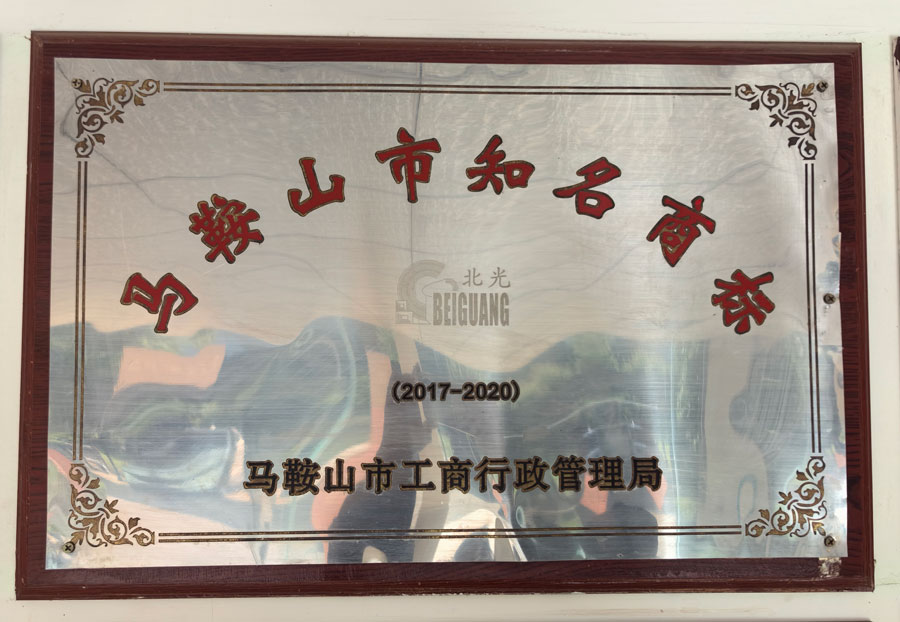 马鞍山市知名商标
北光
BEIGUANG
(2017-2020)
马鞍山市工商行政管理局